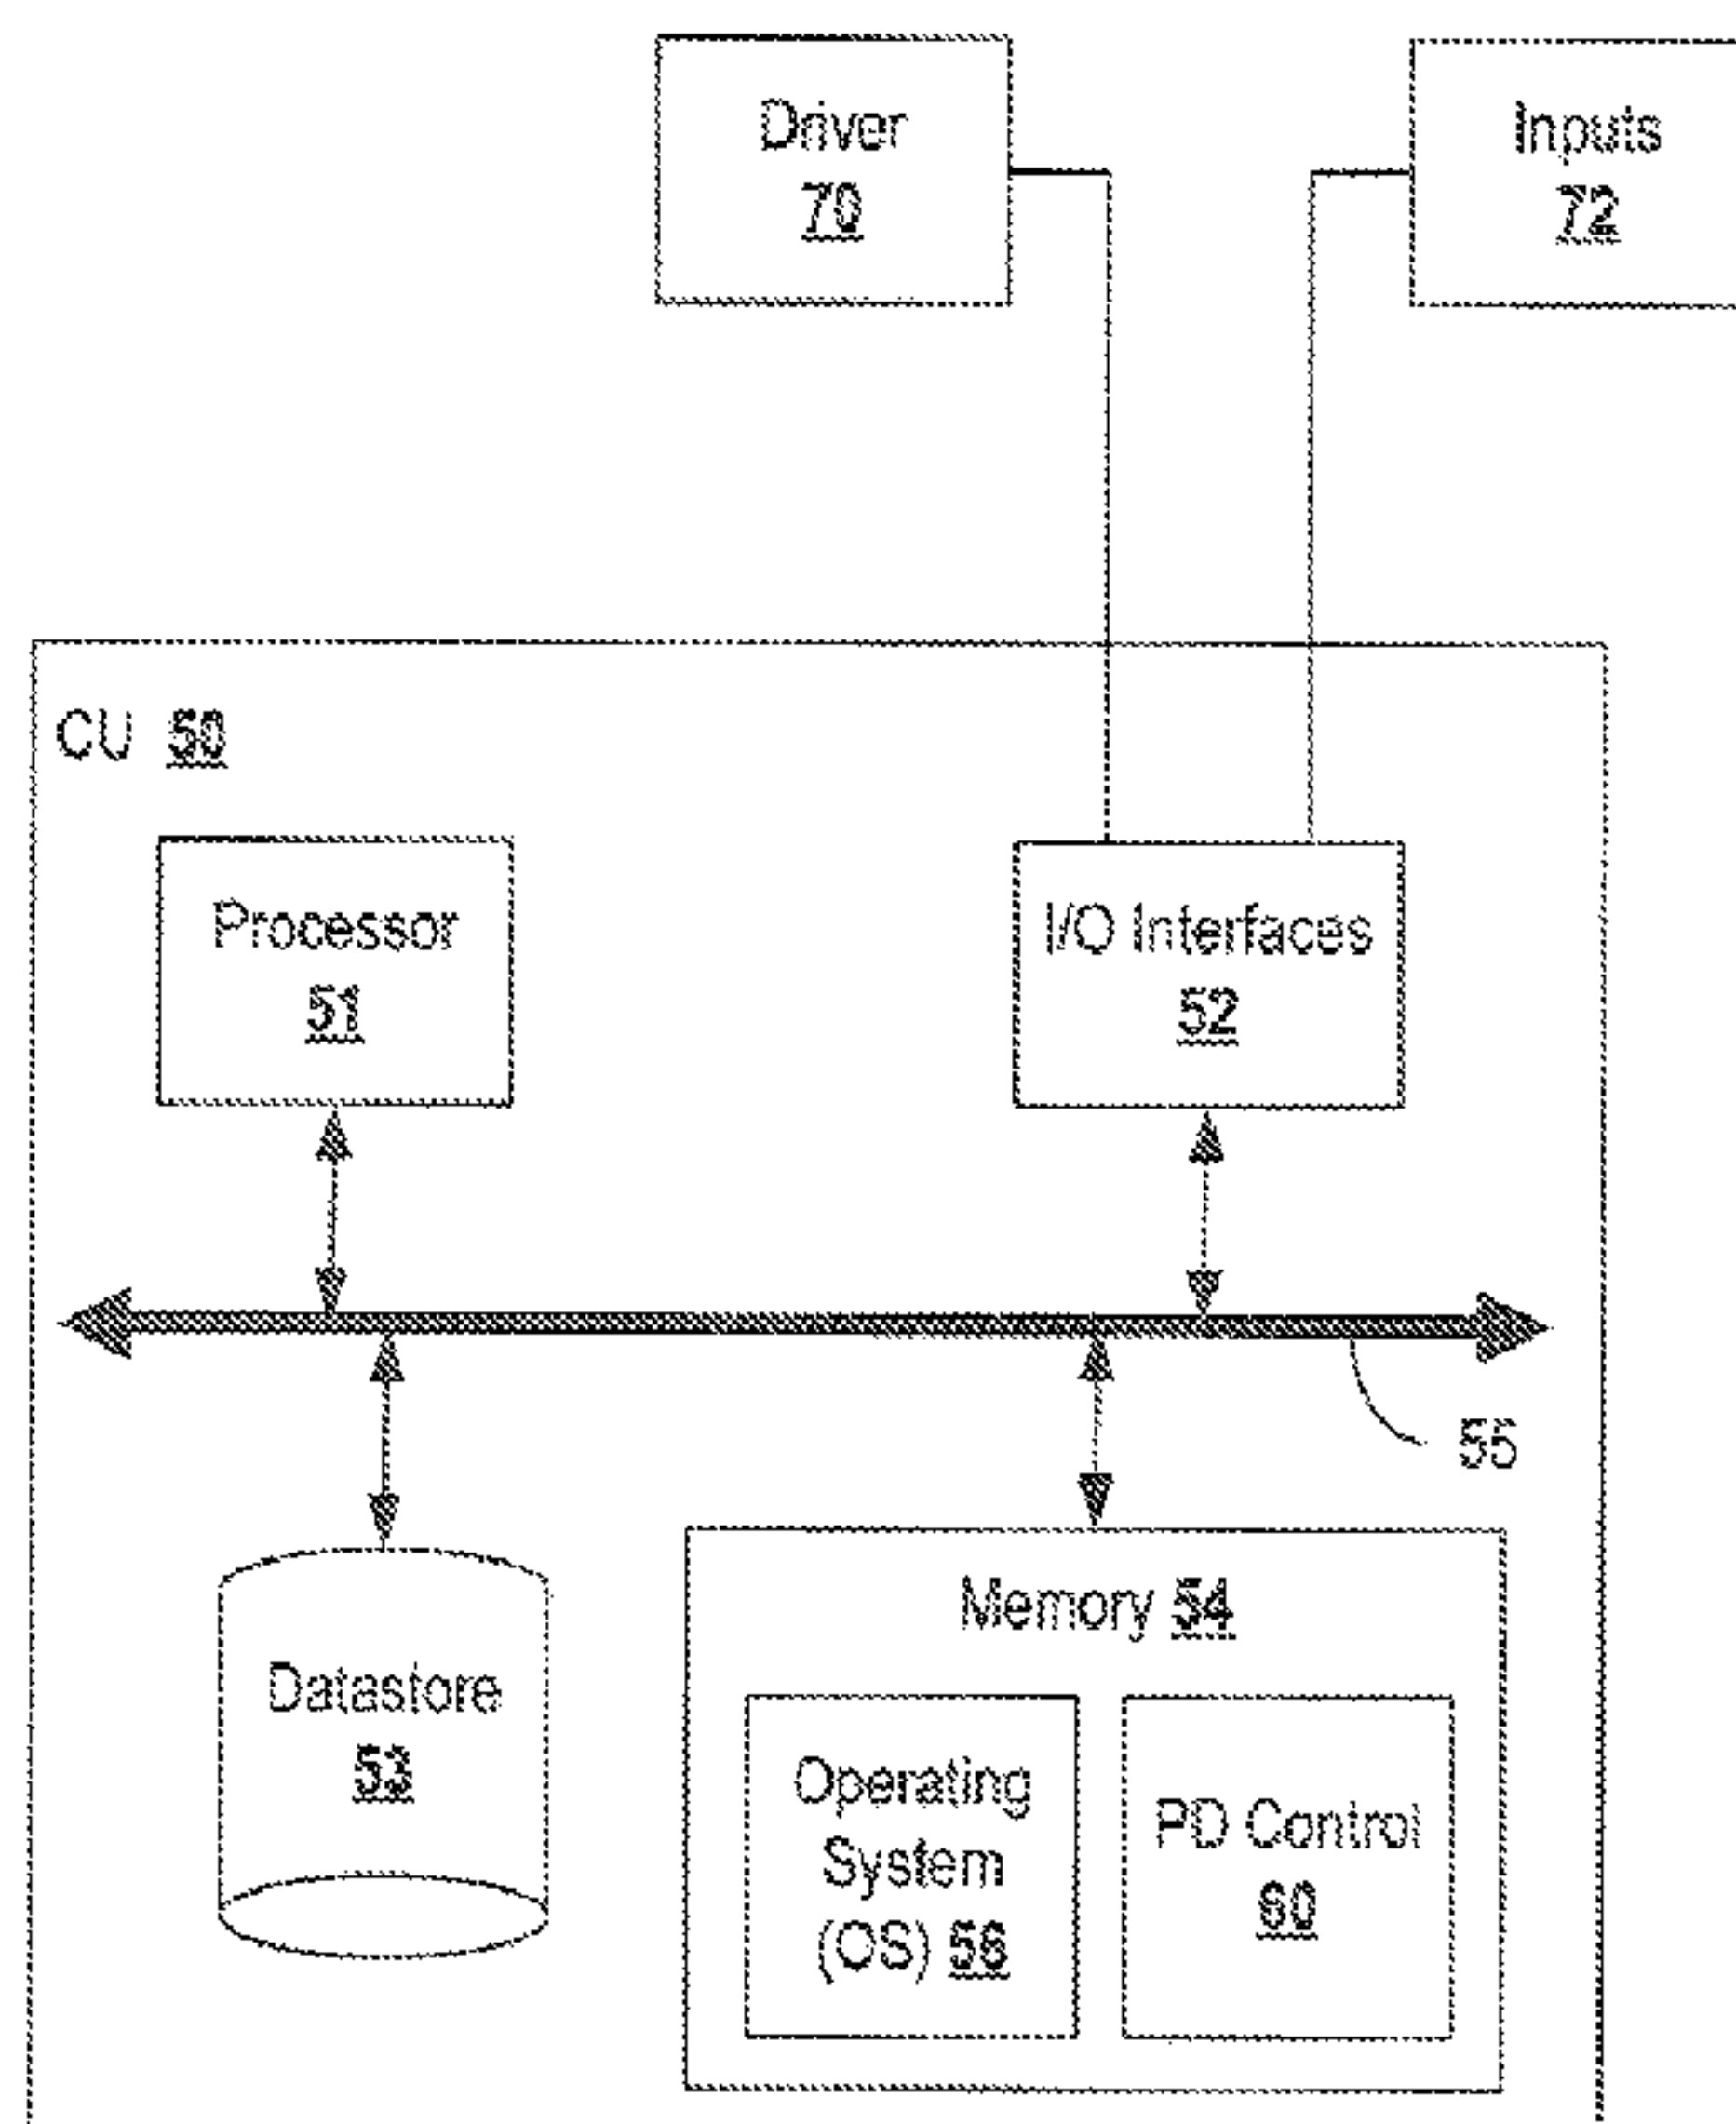 Driver
70
Inputs
72
CU 50
Processor
51
I/O Interfaces
52
55
Datastore
53
Memory 54
Operating
System
(OS) 56
PD Control
60